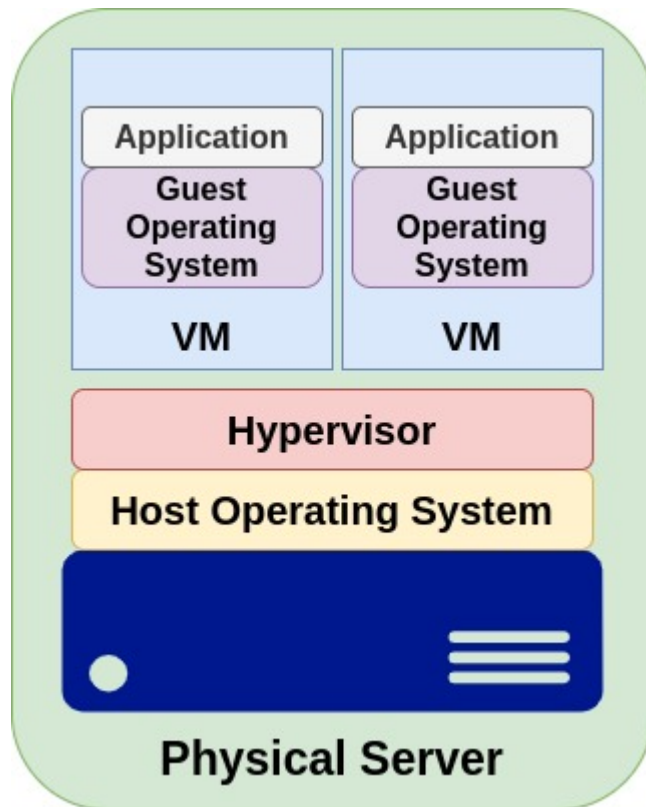 Application
Guest
Operating
System
VM
Application
Guest
Operating
System
VM
Hypervisor
Host Operating System
Physical Server